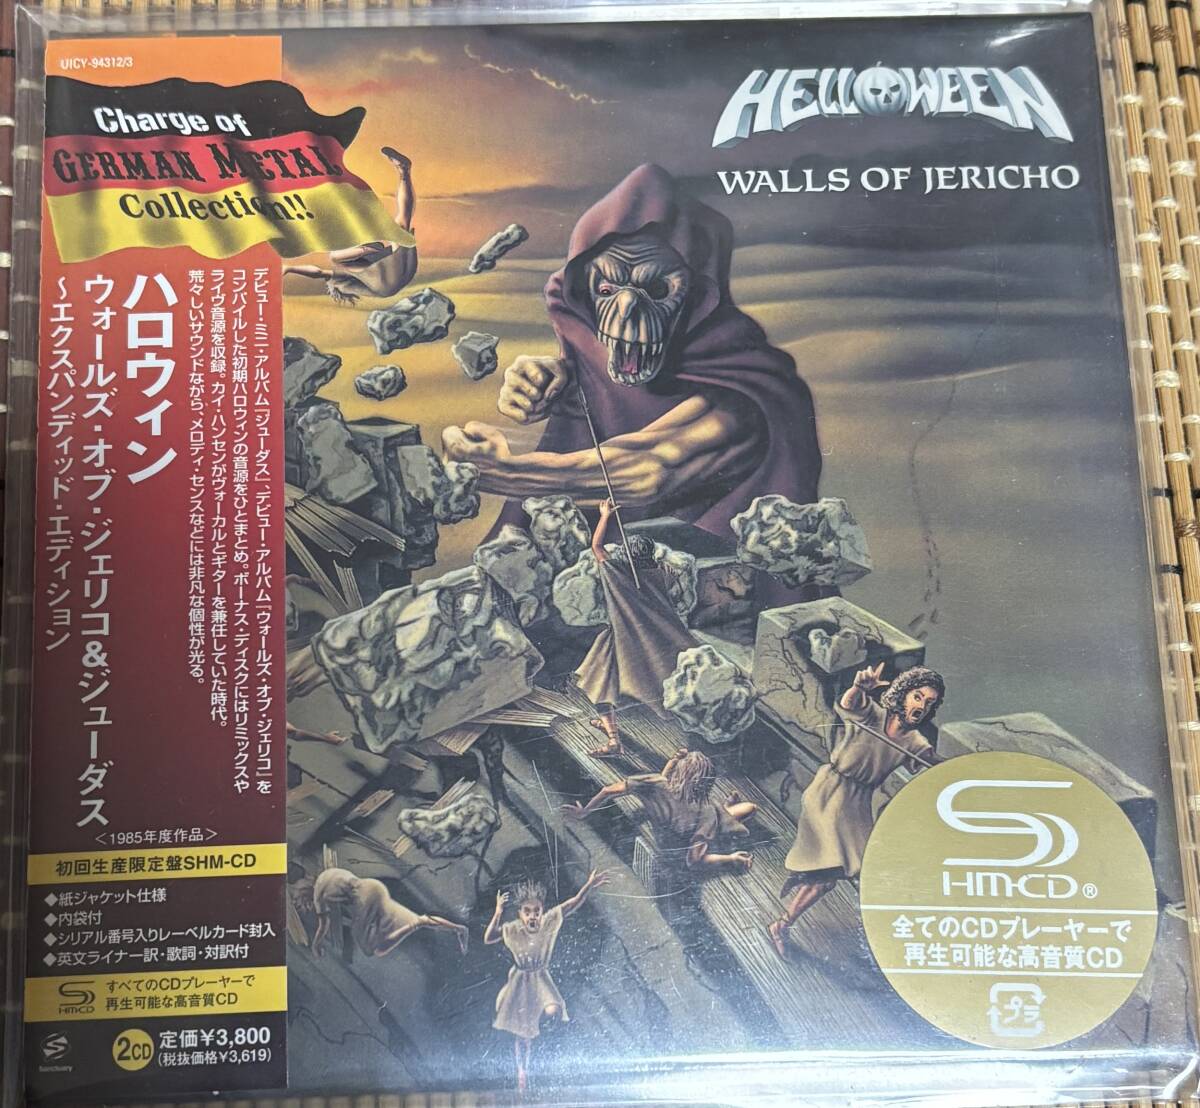 UICY-94312/3
Charge of
GERMAN METAL
Collection!!
ハロウィン
ウォールズ・オブ・ジェリコ&ジューダス
～エクスパンディッド・エディション
デビュー・ミニ・アルバム『ジューダス』、デビュー・アルバム『ウォールズ・オブ・ジェリコ』を
コンパイルした初期ハロウィンの音源をひとまとめ。ボーナス・ディスクにはリミックスや
ライヴ音源を収録。カイ・ハンセンがヴォーカルとギターを兼任していた時代。
荒々しいサウンドながら、メロディ・センスなどには非凡な個性が光る。
<1985年度作品>
初回生産限定盤SHM-CD
◆紙ジャケット仕様
◆内袋付
◆シリアル番号入りレーベルカード封入
◆英文ライナー訳・歌詞・対訳付
HM-CD
すべてのCDプレーヤーで
再生可能な高音質CD
Sanctuary
2CD
定価¥3,800
(税抜価格¥3,619)
HELLOWEEN
WALLS OF JERICHO
HM-CD®
全てのCDプレーヤーで
再生可能な高音質CD
プラ